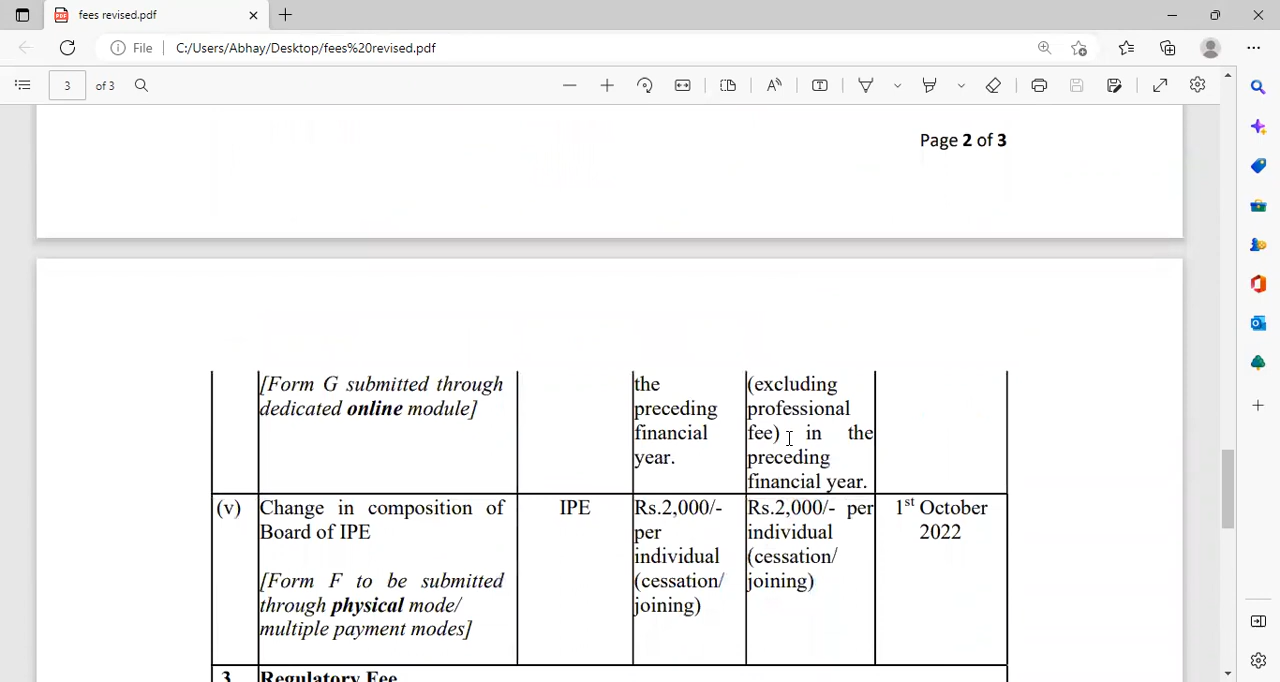 fees revised.pdf
File
C:/Users/Abhay/Desktop/fees%20revised.pdf
3
of 3
Page 2 of 3
[Form G submitted through
dedicated online module]
the
preceding
financial
year.
(excluding
professional
fee) in the
preceding
financial year.
(v)
Change in composition of
Board of IPE
[Form F to be submitted
through physical mode/
multiple payment modes]
IPE
Rs.2,000/-
per
individual
(cessation/
joining)
Rs.2,000/- per
individual
(cessation/
joining)
1st October
2022
3
Regulatory Fee